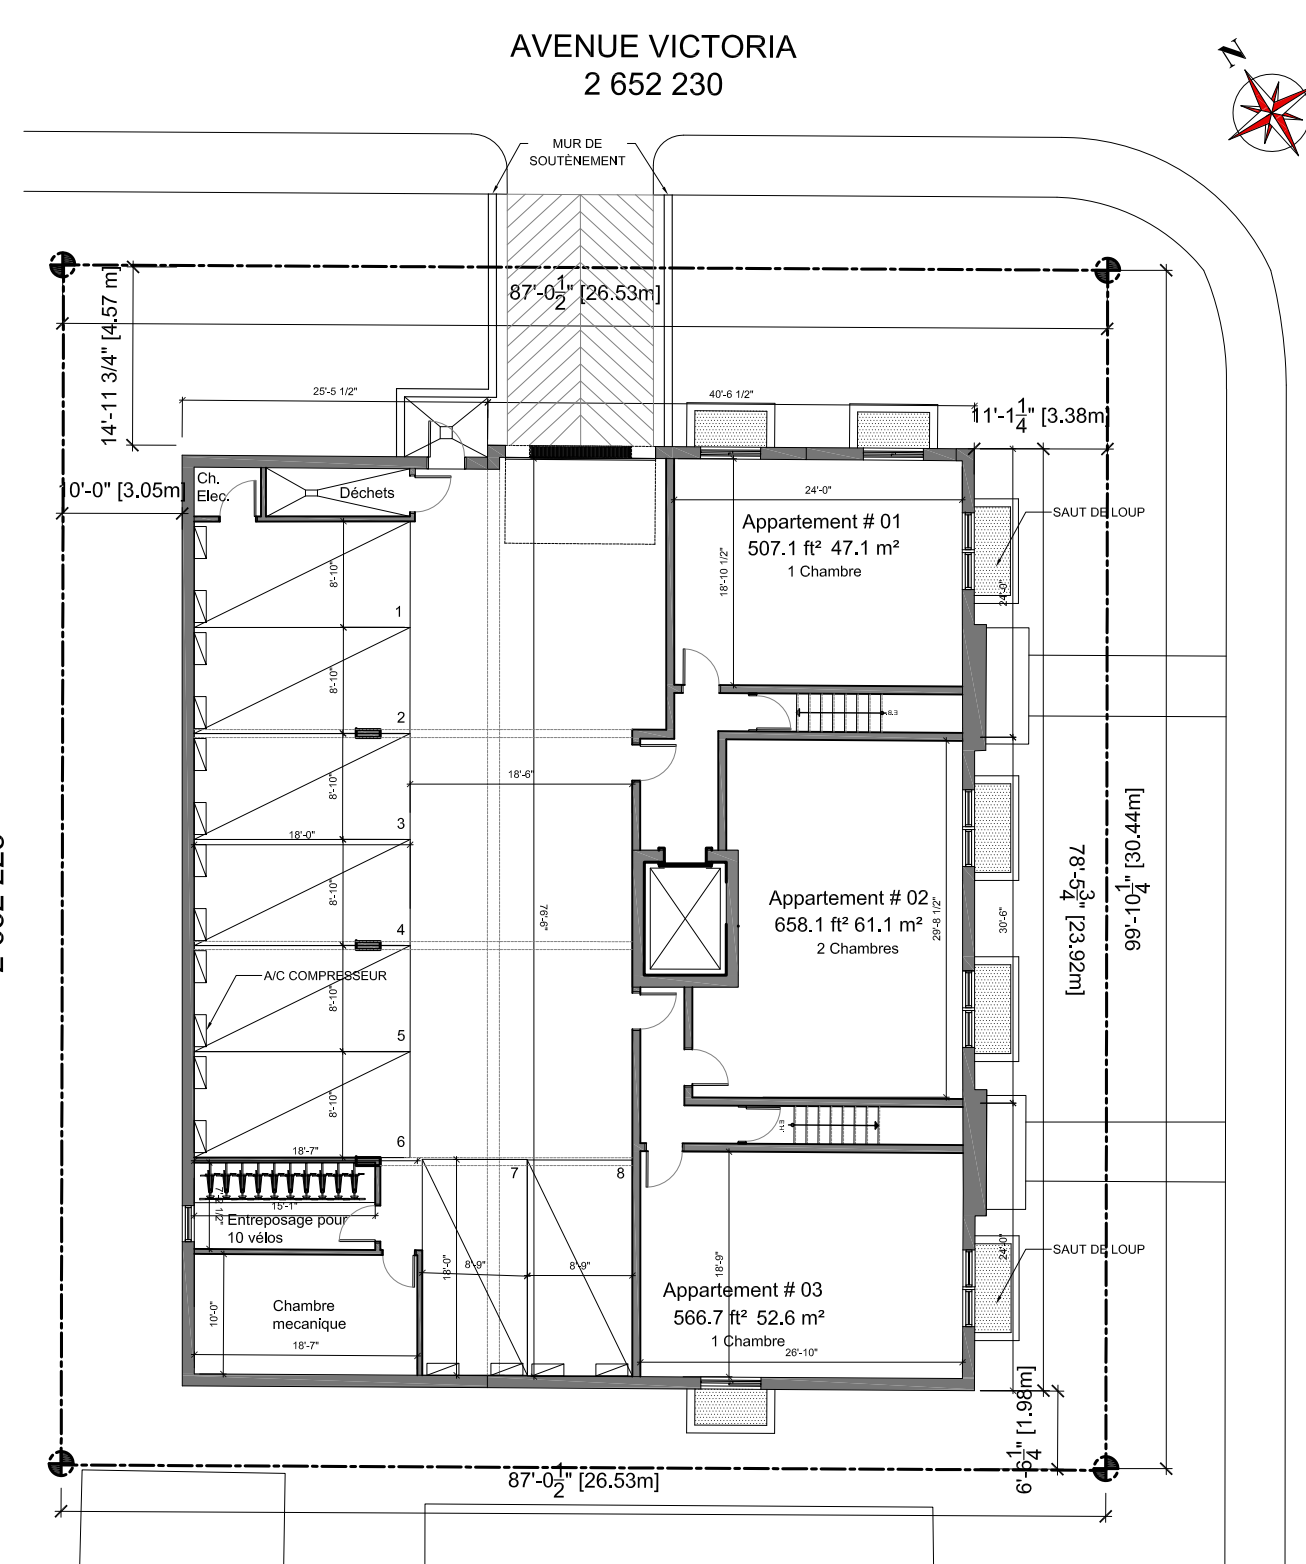 AVENUE VICTORIA
2 652 230
N
MUR DE
SOUTÈNEMENT
87'-0 1/2" [26.53m]
14'-11 3/4" [4.57 m]
25'-5 1/2"
40'-6 1/2"
11'-1 1/4" [3.38m]
10'-0" [3.05m]
Ch.
Elec.
Déchets
24'-0"
Appartement # 01
507.1 ft² 47.1 m²
1 Chambre
18'-10 1/2"
SAUT DE LOUP
24'-0"
8'-10"
1
8'-10"
2
8'-10"
3
18'-0"
18'-6"
8'-10"
4
A/C COMPRESSEUR
8'-10"
5
8'-10"
6
76'-6"
Appartement # 02
658.1 ft² 61.1 m²
2 Chambres
29'-8 1/2"
30'-6"
78'-5 3/4" [23.92m]
99'-10 1/4" [30.44m]
18'-7"
7
8
15'-1"
Entreposage pour
10 vélos
18'-0"
8'-9"
8'-9"
18'-9"
SAUT DE LOUP
24'-0"
Chambre
mecanique
10'-0"
18'-7"
Appartement # 03
566.7 ft² 52.6 m²
1 Chambre
26'-10"
6'-6 1/4" [1.98m]
87'-0 1/2" [26.53m]